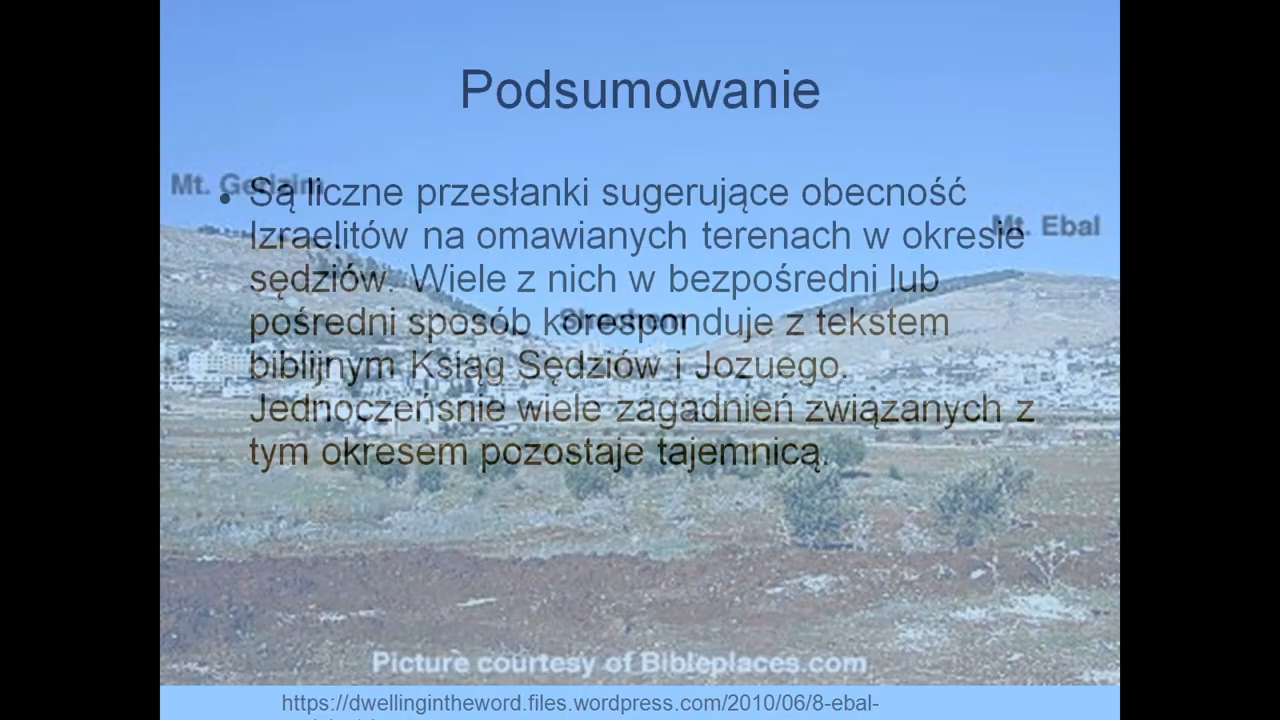 Podsumowanie
Mt. Gerizim
• Są liczne przesłanki sugerujące obecność
Mt. Ebal
Izraelitów na omawianych terenach w okresie
sędziów. Wiele z nich w bezpośredni lub
pośredni sposób koresponduje z tekstem
biblijnym Ksiąg Sędziów i Jozuego.
Jednocześnie wiele zagadnień związanych z
tym okresem pozostaje tajemnicą.
Picture courtesy of Bibleplaces.com
https://dwellingintheword.files.wordpress.com/2010/06/8-ebal-